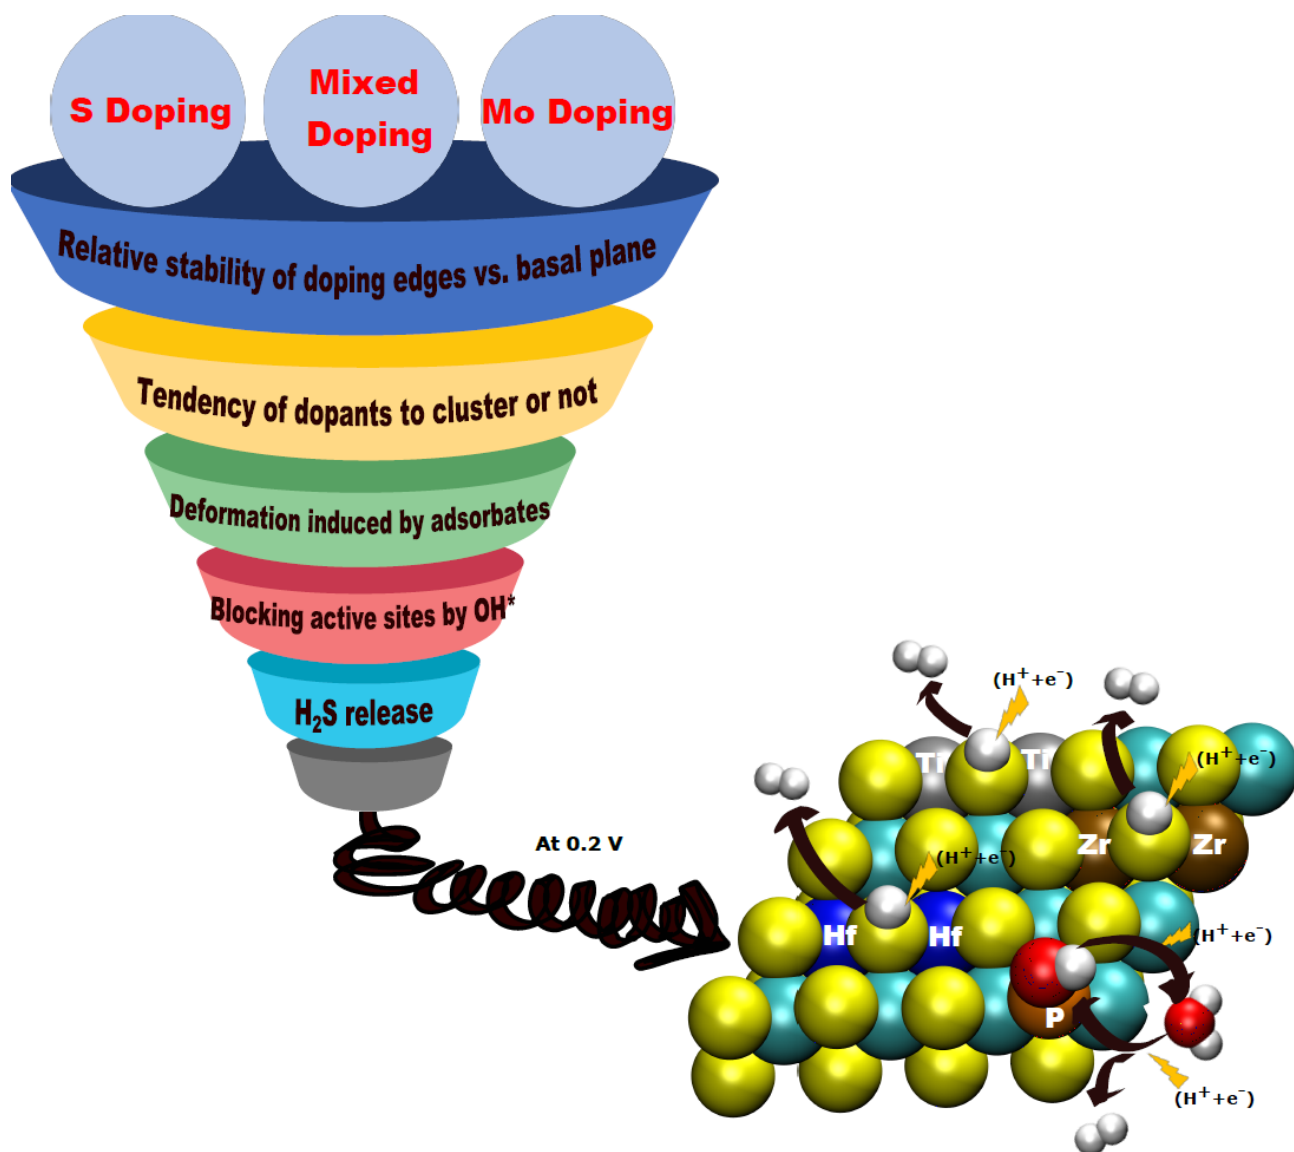 S Doping
Mixed
Doping
Mo Doping
Relative stability of doping edges vs. basal plane
Tendency of dopants to cluster or not
Deformation induced by adsorbates
Blocking active sites by OH*
H₂S release
At 0.2 V
(H⁺+e⁻)
Ti
Ti
(H⁺+e⁻)
Zr
Zr
(H⁺+e⁻)
Hf
Hf
(H⁺+e⁻)
P
(H⁺+e⁻)